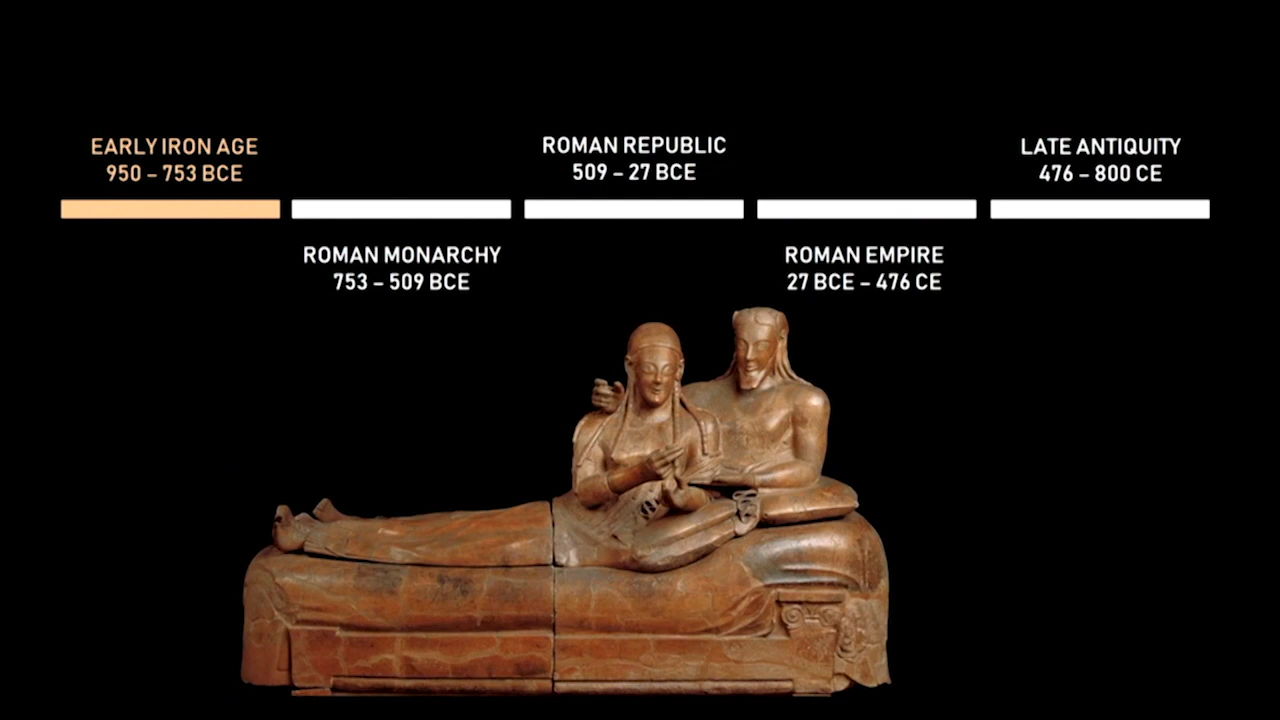 EARLY IRON AGE
950 – 753 BCE
ROMAN MONARCHY
753 – 509 BCE
ROMAN REPUBLIC
509 – 27 BCE
ROMAN EMPIRE
27 BCE – 476 CE
LATE ANTIQUITY
476 – 800 CE